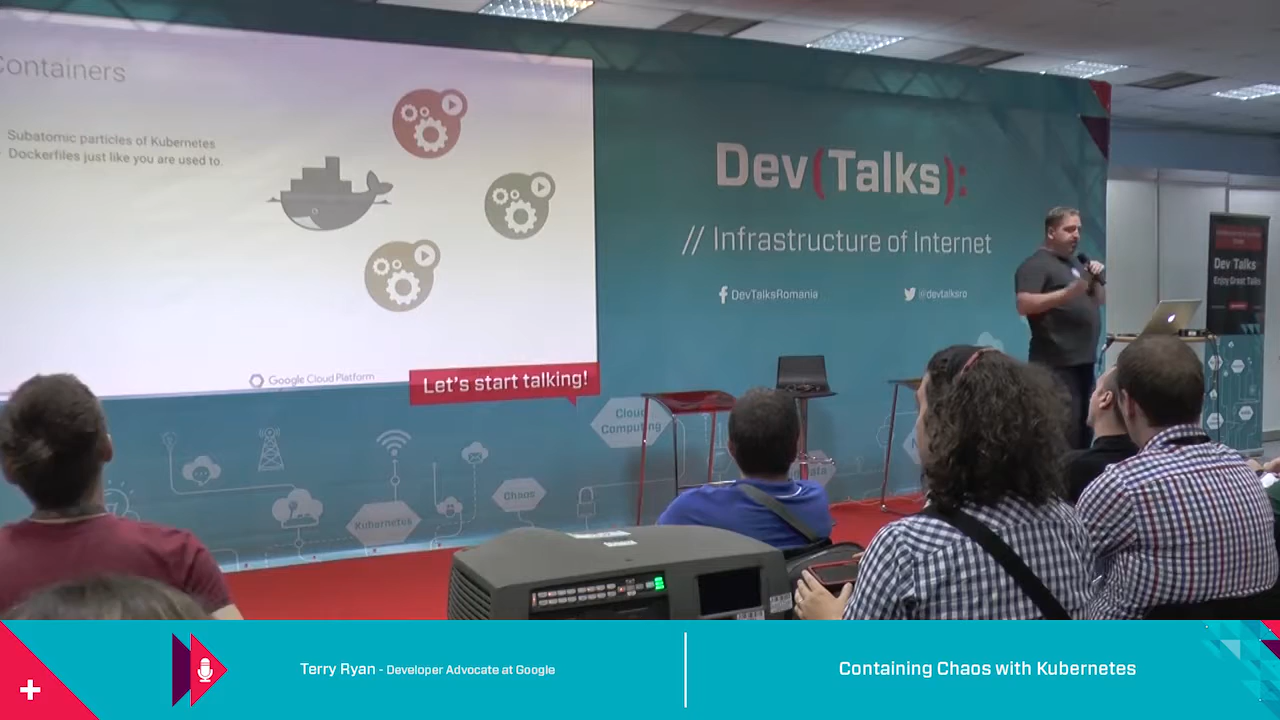 Containers
Subatomic particles of Kubernetes
Dockerfiles just like you are used to
Google Cloud Platform
Let's start talking!
Dev(Talks):
// Infrastructure of Internet
DevTalksRomania
@devtalksro
Dev Talks
Enjoy Great Talks
Cloud
Computing
Chaos
Kubernetes
Terry Ryan - Developer Advocate at Google
Containing Chaos with Kubernetes